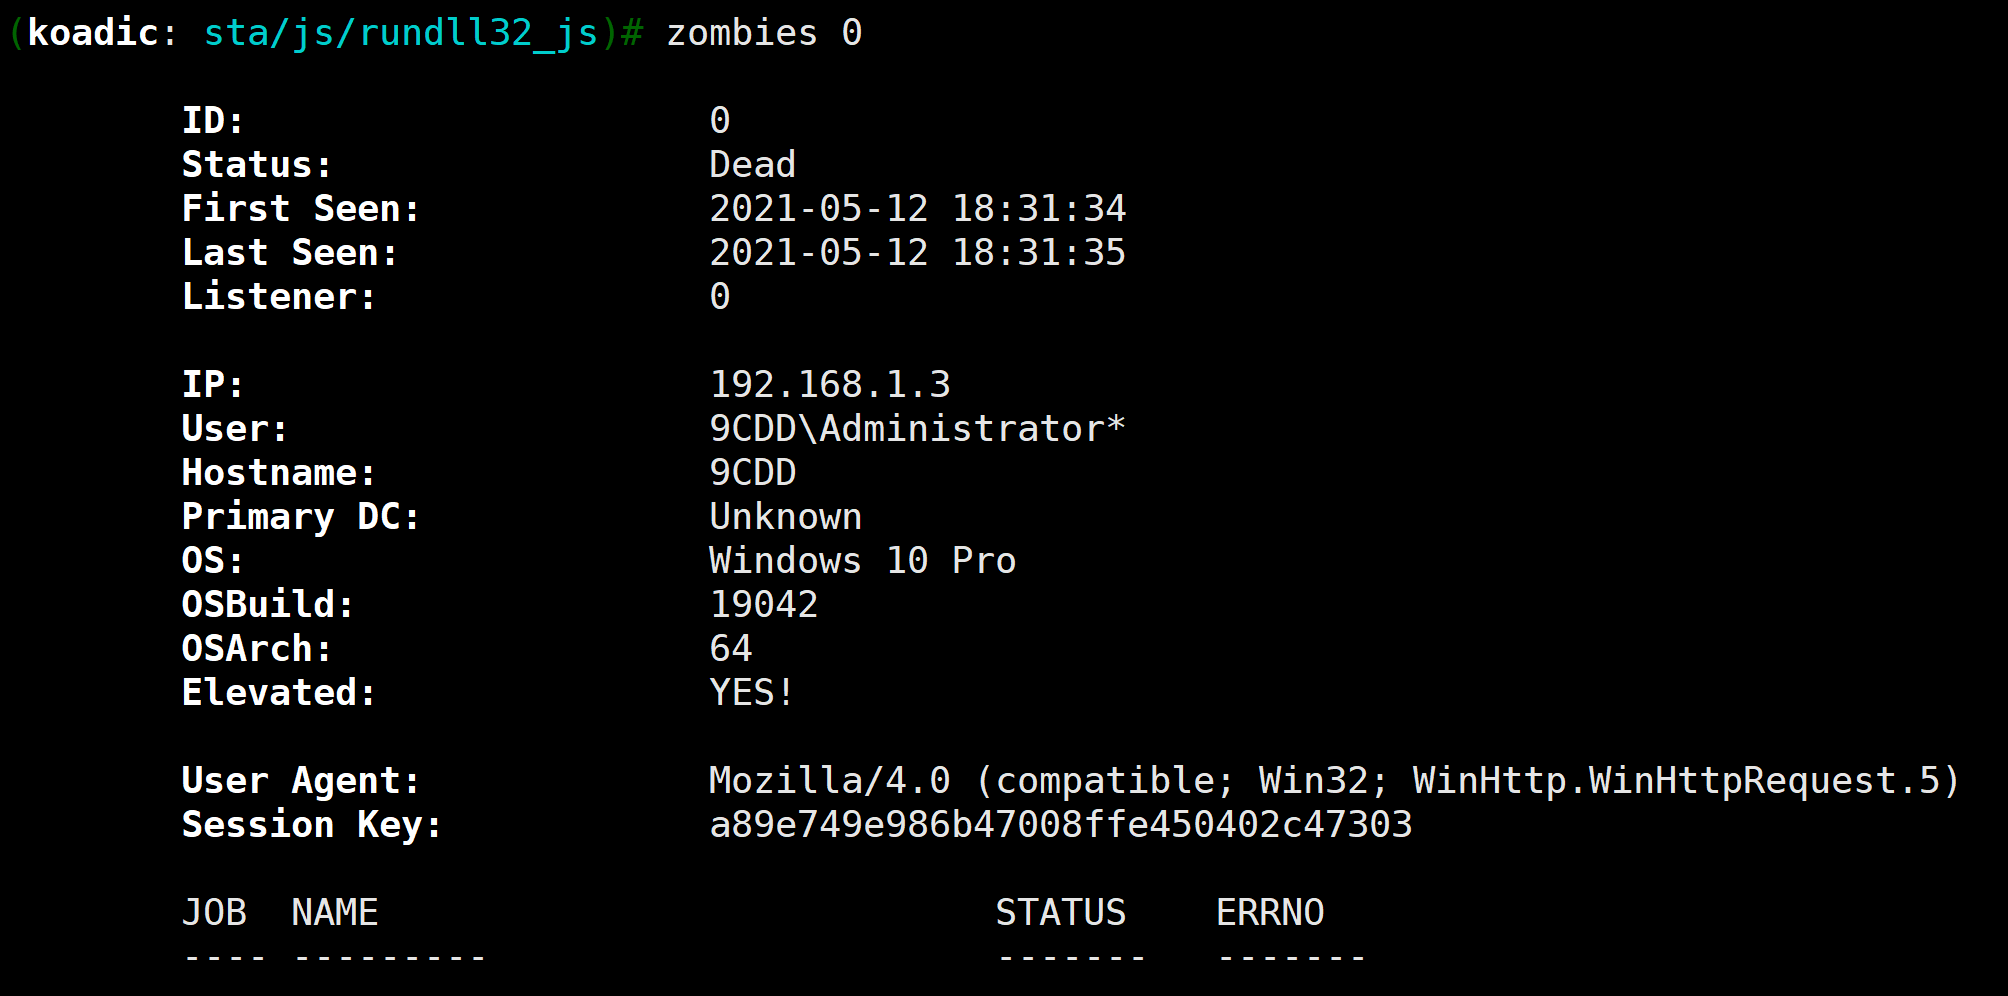 (koadic: sta/js/rundll32_js)# zombies 0
ID: 0
Status: Dead
First Seen: 2021-05-12 18:31:34
Last Seen: 2021-05-12 18:31:35
Listener: 0
IP: 192.168.1.3
User: 9CDD\Administrator*
Hostname: 9CDD
Primary DC: Unknown
OS: Windows 10 Pro
OSBuild: 19042
OSArch: 64
Elevated: YES!
User Agent: Mozilla/4.0 (compatible; Win32; WinHttp.WinHttpRequest.5)
Session Key: a89e749e986b47008ffe450402c47303
JOB NAME STATUS ERRNO
---- --------- ------- -------